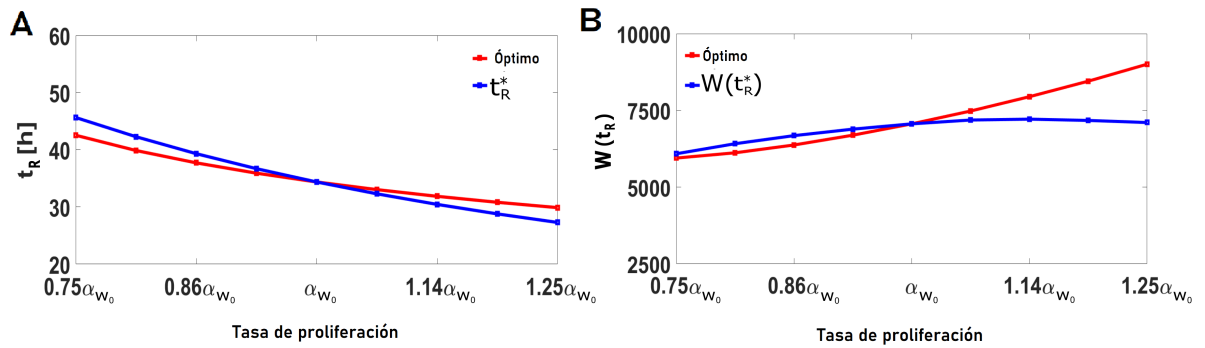 A
60
50
40
30
20
t_R [h]
Óptimo
t*_R
0.75α_W₀
0.86α_W₀
α_W₀
1.14α_W₀
1.25α_W₀
Tasa de proliferación
B
10000
7500
5000
2500
W(t_R)
Óptimo
W(t*_R)
0.75α_W₀
0.86α_W₀
α_W₀
1.14α_W₀
1.25α_W₀
Tasa de proliferación